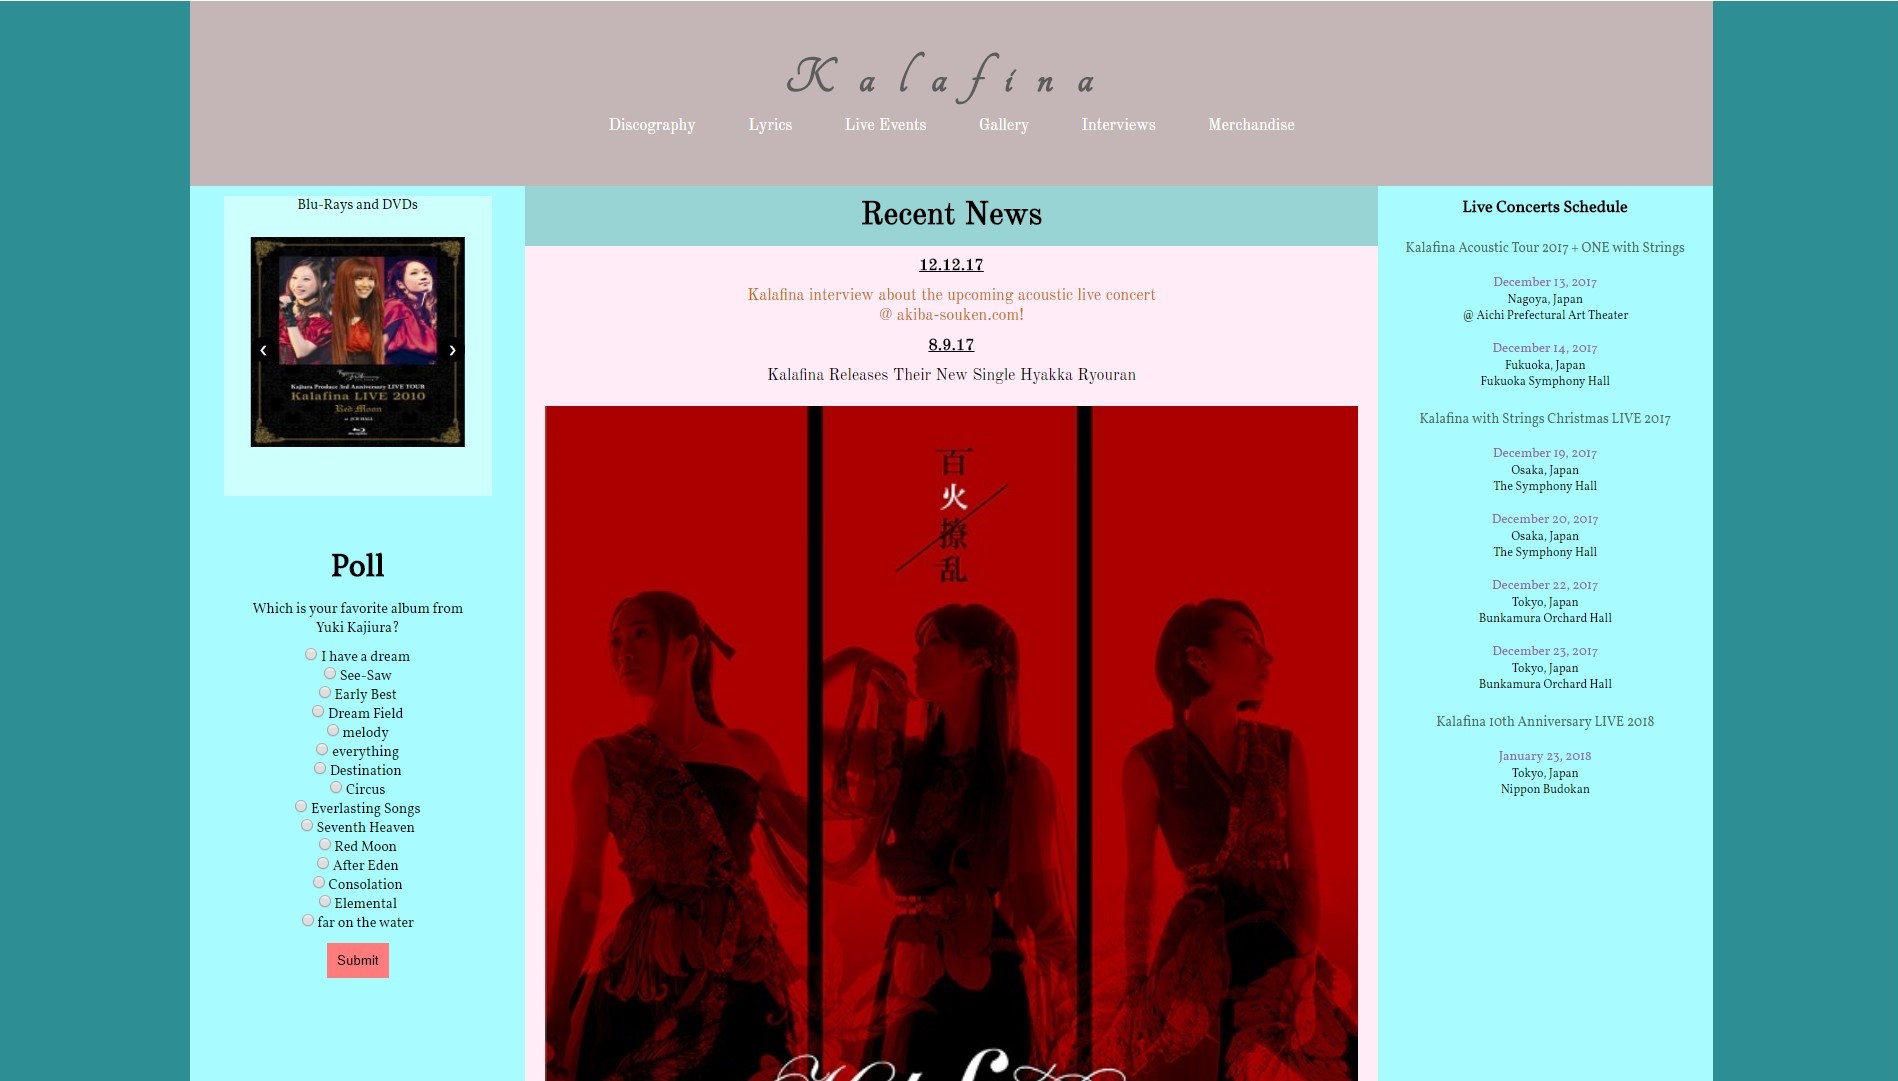 Kalafina
Discography Lyrics Live Events Gallery Interviews Merchandise
Blu-Rays and DVDs
❮ ❯
Kajiura Produce 3rd Anniversary LIVE TOUR
Kalafina LIVE 2010
Red Moon
at JCB HALL
Poll
Which is your favorite album from
Yuki Kajiura?
I have a dream
See-Saw
Early Best
Dream Field
melody
everything
Destination
Circus
Everlasting Songs
Seventh Heaven
Red Moon
After Eden
Consolation
Elemental
far on the water
Submit
Recent News
12.12.17
Kalafina interview about the upcoming acoustic live concert
@ akiba-souken.com!
8.9.17
Kalafina Releases Their New Single Hyakka Ryouran
百
火
撩
乱
Live Concerts Schedule
Kalafina Acoustic Tour 2017 + ONE with Strings
December 13, 2017
Nagoya, Japan
@ Aichi Prefectural Art Theater
December 14, 2017
Fukuoka, Japan
Fukuoka Symphony Hall
Kalafina with Strings Christmas LIVE 2017
December 19, 2017
Osaka, Japan
The Symphony Hall
December 20, 2017
Osaka, Japan
The Symphony Hall
December 22, 2017
Tokyo, Japan
Bunkamura Orchard Hall
December 23, 2017
Tokyo, Japan
Bunkamura Orchard Hall
Kalafina 10th Anniversary LIVE 2018
January 23, 2018
Tokyo, Japan
Nippon Budokan